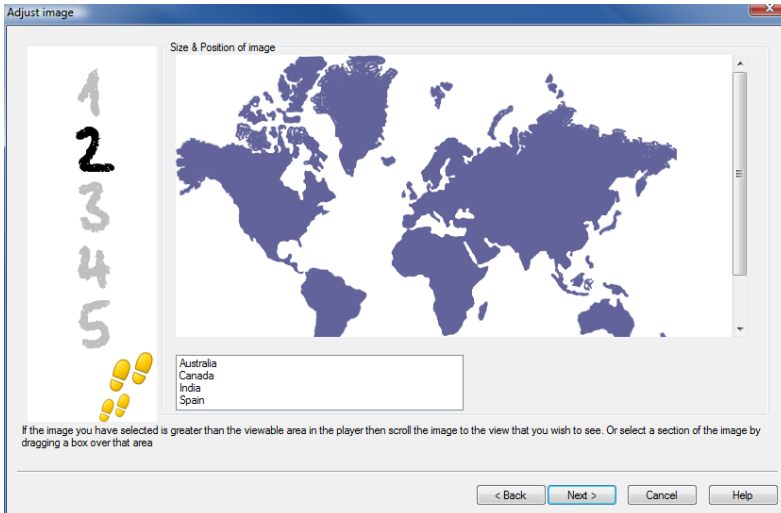 Adjust image
Size & Position of image
1
2
3
4
5
Australia
Canada
India
Spain
If the image you have selected is greater than the viewable area in the player then scroll the image to the view that you wish to see. Or select a section of the image by
dragging a box over that area
< Back
Next >
Cancel
Help